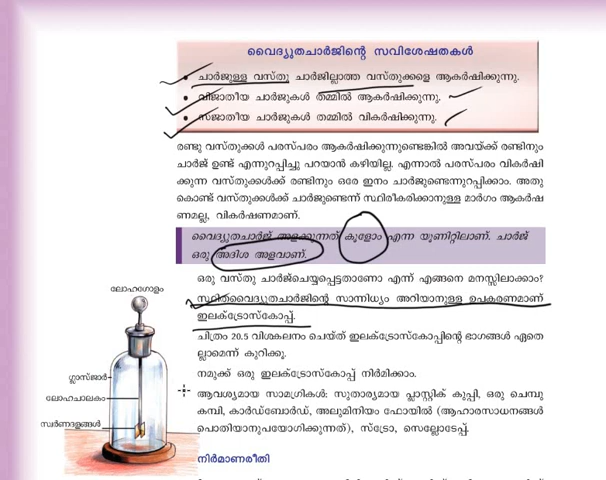 വൈദ്യുതചാർജിന്റെ സവിശേഷതകൾ
• ചാർജുള്ള വസ്തു ചാർജില്ലാത്ത വസ്തുക്കളെ ആകർഷിക്കുന്നു.
• വിജാതീയ ചാർജുകൾ തമ്മിൽ ആകർഷിക്കുന്നു.
• സജാതീയ ചാർജുകൾ തമ്മിൽ വികർഷിക്കുന്നു.
രണ്ടു വസ്തുക്കൾ പരസ്പരം ആകർഷിക്കുന്നുണ്ടെങ്കിൽ അവയ്ക്ക് രണ്ടിനും
ചാർജ് ഉണ്ട് എന്നുറപ്പിച്ചു പറയാൻ കഴിയില്ല. എന്നാൽ പരസ്പരം വികർഷി
ക്കുന്ന വസ്തുക്കൾക്ക് രണ്ടിനും ഒരേ ഇനം ചാർജുണ്ടെന്നുറപ്പിക്കാം. അതു
കൊണ്ട് വസ്തുക്കൾക്ക് ചാർജുണ്ടെന്ന് സ്ഥിരീകരിക്കാനുള്ള മാർഗം ആകർഷ
ണമല്ല, വികർഷണമാണ്.
വൈദ്യുതചാർജ് അളക്കുന്നത് കൂളോം എന്ന യൂണിറ്റിലാണ്. ചാർജ്
ഒരു അദിശ അളവാണ്.
ഒരു വസ്തു ചാർജ്ചെയ്യപ്പെട്ടതാണോ എന്ന് എങ്ങനെ മനസ്സിലാക്കാം?
സ്ഥിതവൈദ്യുതചാർജിന്റെ സാന്നിധ്യം അറിയാനുള്ള ഉപകരണമാണ്
ഇലക്ട്രോസ്കോപ്പ്.
ചിത്രം 20.5 വിശകലനം ചെയ്ത് ഇലക്ട്രോസ്കോപ്പിന്റെ ഭാഗങ്ങൾ ഏതെ
ല്ലാമെന്ന് കുറിക്കൂ.
നമുക്ക് ഒരു ഇലക്ട്രോസ്കോപ്പ് നിർമിക്കാം.
ആവശ്യമായ സാമഗ്രികൾ: സുതാര്യമായ പ്ലാസ്റ്റിക് കുപ്പി, ഒരു ചെമ്പു
കമ്പി, കാർഡ്ബോർഡ്, അലുമിനിയം ഫോയിൽ (ആഹാരസാധനങ്ങൾ
പൊതിയാനുപയോഗിക്കുന്നത്), സ്ട്രോ, സെല്ലോടേപ്പ്.
നിർമാണരീതി
ലോഹഗോളം
ഗ്ലാസ്ജാർ
ലോഹചാലകം
സ്വർണദളങ്ങൾ